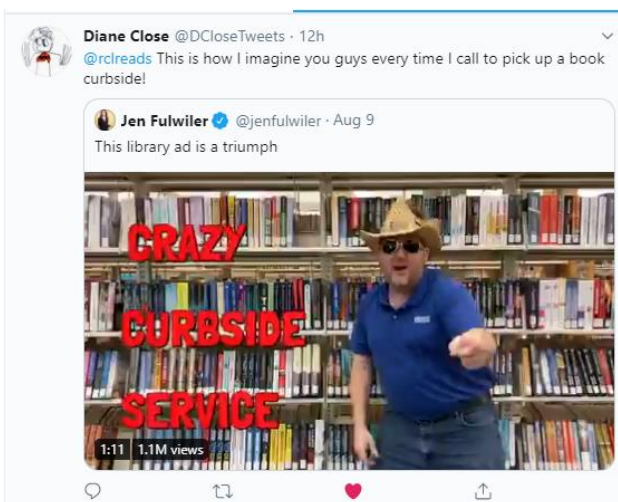 Diane Close @DCloseTweets · 12h
@rclreads This is how I imagine you guys every time I call to pick up a book
curbside!
Jen Fulwiler @jenfulwiler · Aug 9
This library ad is a triumph
CRAZY
CURBSIDE
SERVICE
1:11 1.1M views